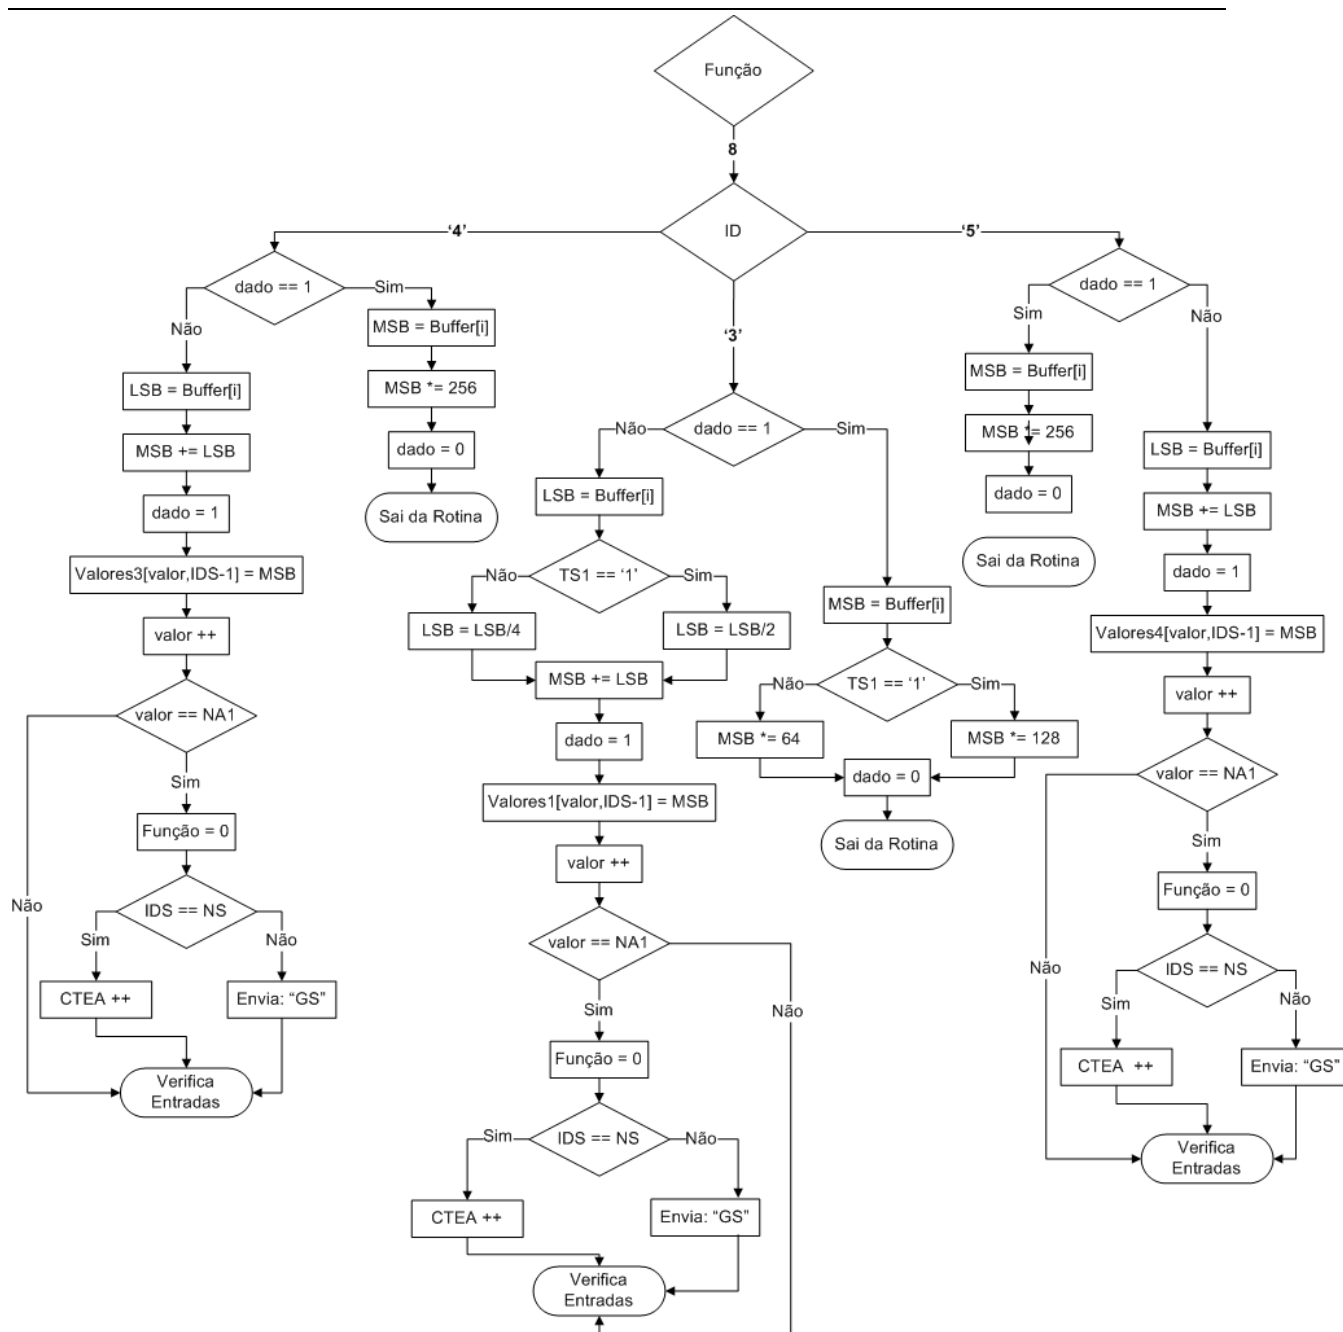 Função
8
ID
‘4’
‘5’
‘3’
dado == 1
Sim
Não
MSB = Buffer[i]
MSB *= 256
dado = 0
Sai da Rotina
LSB = Buffer[i]
MSB += LSB
dado = 1
Valores3[valor,IDS-1] = MSB
valor ++
valor == NA1
Sim
Não
Função = 0
IDS == NS
Sim
Não
CTEA ++
Envia: “GS”
Verifica
Entradas
dado == 1
Não
Sim
LSB = Buffer[i]
TS1 == ‘1’
Não
Sim
LSB = LSB/4
LSB = LSB/2
MSB += LSB
dado = 1
Valores1[valor,IDS-1] = MSB
valor ++
valor == NA1
Sim
Não
Função = 0
IDS == NS
Sim
Não
CTEA ++
Envia: “GS”
Verifica
Entradas
MSB = Buffer[i]
TS1 == ‘1’
Não
Sim
MSB *= 64
MSB *= 128
dado = 0
Sai da Rotina
dado == 1
Sim
Não
MSB = Buffer[i]
MSB *= 256
dado = 0
Sai da Rotina
LSB = Buffer[i]
MSB += LSB
dado = 1
Valores4[valor,IDS-1] = MSB
valor ++
valor == NA1
Sim
Não
Função = 0
IDS == NS
Sim
Não
CTEA ++
Envia: “GS”
Verifica
Entradas